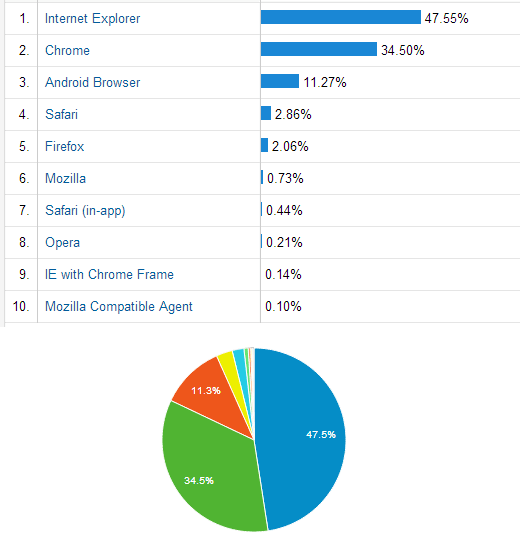 1. Internet Explorer 47.55%
2. Chrome 34.50%
3. Android Browser 11.27%
4. Safari 2.86%
5. Firefox 2.06%
6. Mozilla 0.73%
7. Safari (in-app) 0.44%
8. Opera 0.21%
9. IE with Chrome Frame 0.14%
10. Mozilla Compatible Agent 0.10%
11.3%
47.5%
34.5%